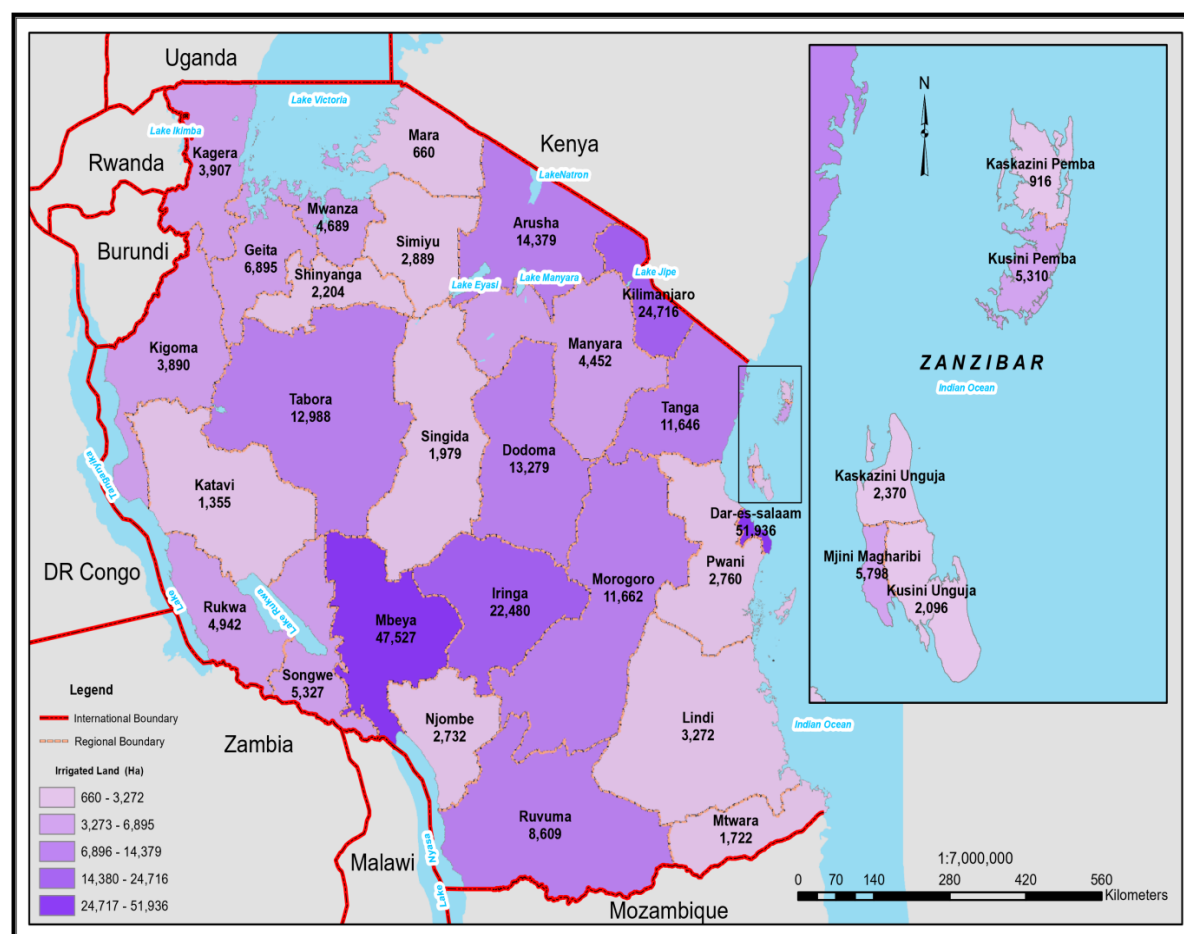 Uganda
Lake Victoria
Lake Ikimba
Rwanda
Kagera
3,907
Mara
660
Kenya
LakeNatron
Burundi
Mwanza
4,689
Geita
6,895
Simiyu
2,889
Arusha
14,379
Shinyanga
2,204
Lake Eyasi
Lake Manyara
Lake Jipe
Kilimanjaro
24,716
Kigoma
3,890
Manyara
4,452
Tabora
12,988
Singida
1,979
Dodoma
13,279
Tanga
11,646
Katavi
1,355
Lake Tanganyika
Dar-es-salaam
51,936
Pwani
2,760
DR Congo
Rukwa
4,942
Lake Rukwa
Mbeya
47,527
Iringa
22,480
Morogoro
11,662
Songwe
5,327
Njombe
2,732
Lindi
3,272
Indian Ocean
Zambia
Ruvuma
8,609
Mtwara
1,722
Malawi
Lake Nyasa
Mozambique
N
Kaskazini Pemba
916
Kusini Pemba
5,310
ZANZIBAR
Indian Ocean
Kaskazini Unguja
2,370
Mjini Magharibi
5,798
Kusini Unguja
2,096
Legend
International Boundary
Regional Boundary
Irrigated Land (Ha)
660 - 3,272
3,273 - 6,895
6,896 - 14,379
14,380 - 24,716
24,717 - 51,936
1:7,000,000
0 70 140 280 420 560
Kilometers